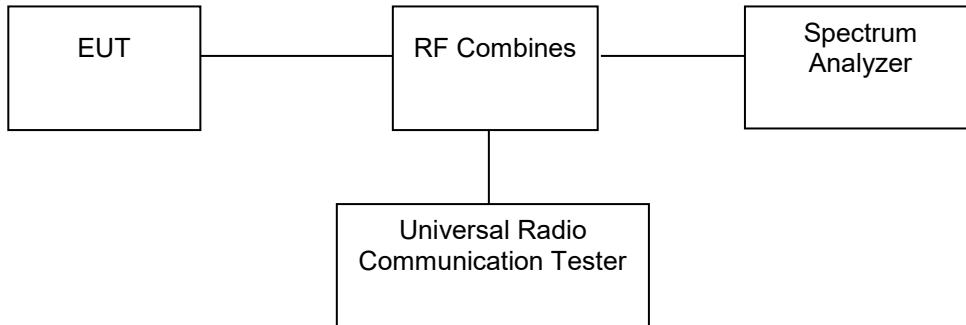 EUT
RF Combines
Spectrum
Analyzer
Universal Radio
Communication Tester